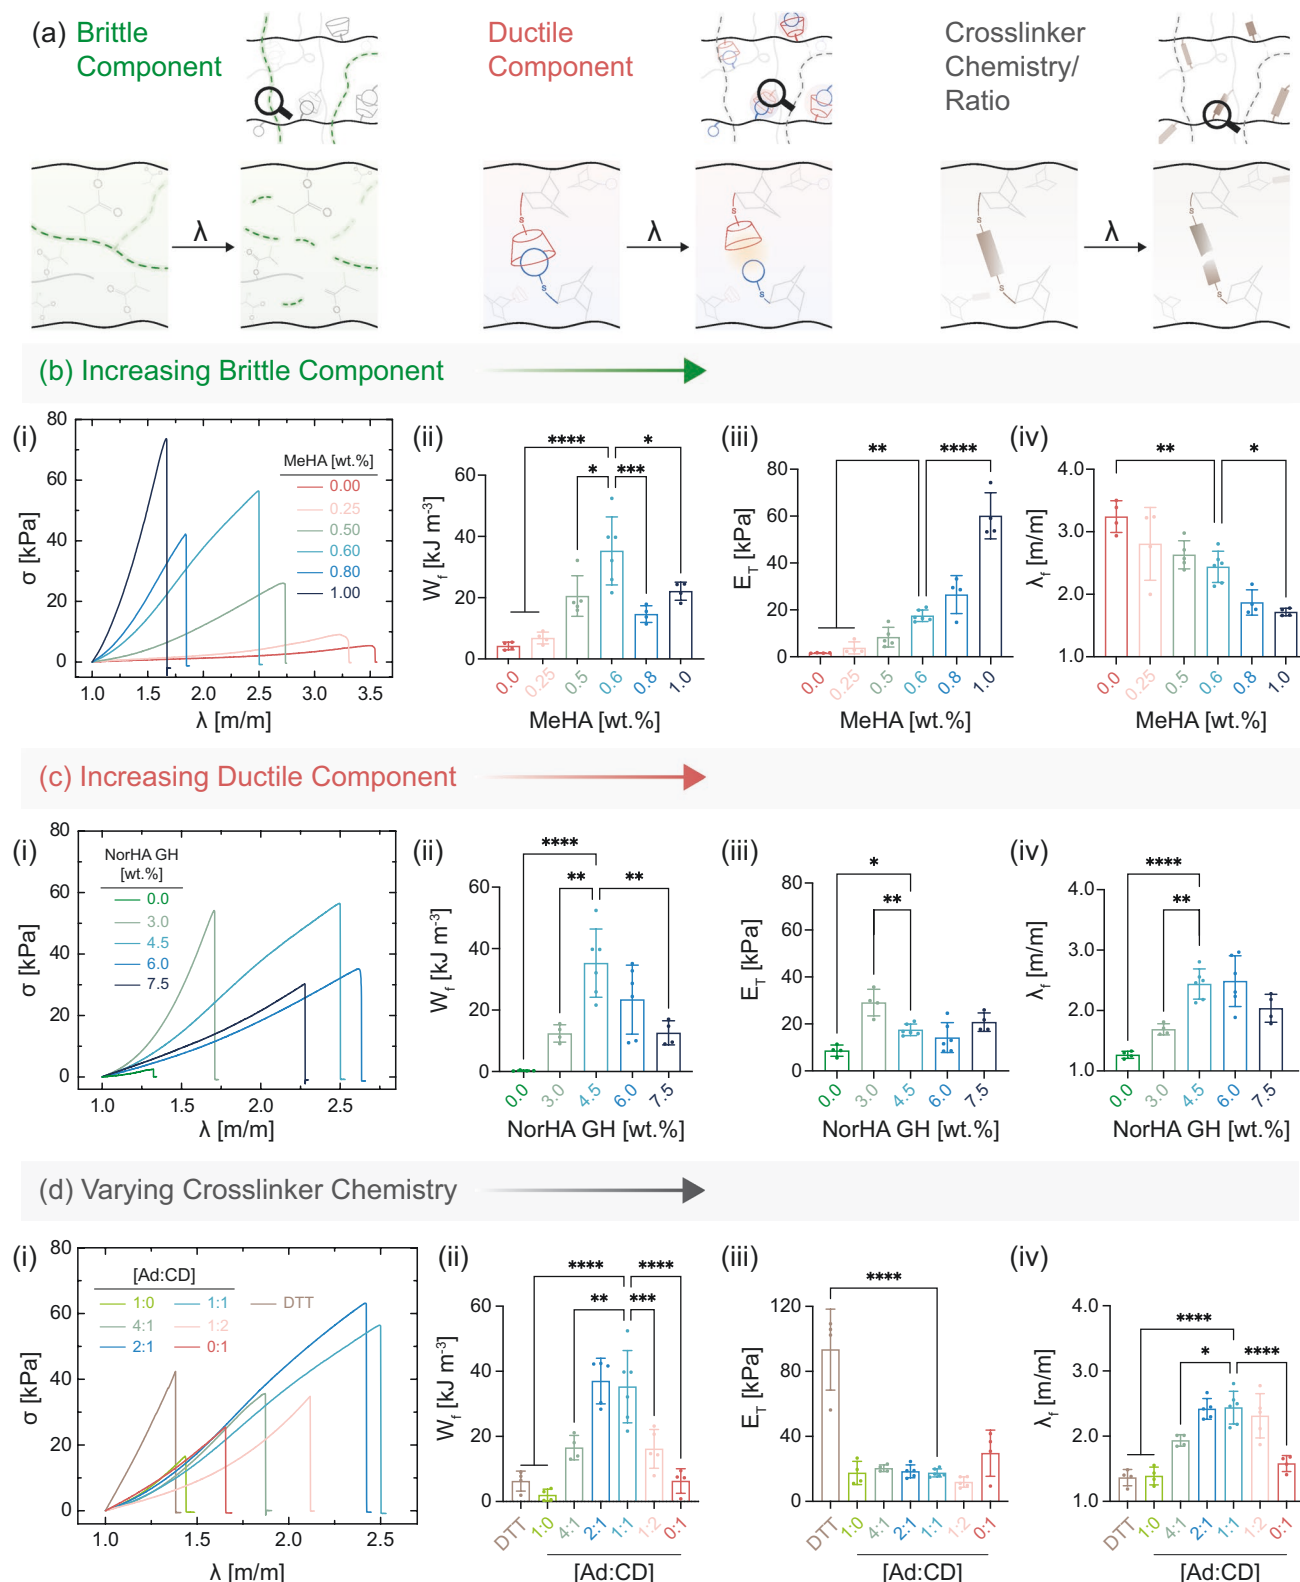 (a) Brittle Component
Ductile Component
Crosslinker Chemistry/ Ratio
λ
λ
λ
O
O
O
O
O
O
S
S
S
S
S
S
S
S
(b) Increasing Brittle Component
(i)
σ [kPa]
80
60
40
20
0
1.0 1.5 2.0 2.5 3.0 3.5
λ [m/m]
MeHA [wt.%]
0.00
0.25
0.50
0.60
0.80
1.00
(ii)
W_f [kJ m⁻³]
60
40
20
0
**** * * ***
0.0 0.25 0.5 0.6 0.8 1.0
MeHA [wt.%]
(iii)
E_T [kPa]
80
60
40
20
0
** ****
0.0 0.25 0.5 0.6 0.8 1.0
MeHA [wt.%]
(iv)
λ_f [m/m]
4.0
3.0
2.0
1.0
** *
0.0 0.25 0.5 0.6 0.8 1.0
MeHA [wt.%]
(c) Increasing Ductile Component
(i)
σ [kPa]
80
60
40
20
0
1.0 1.5 2.0 2.5
λ [m/m]
NorHA GH
[wt.%]
0.0
3.0
4.5
6.0
7.5
(ii)
W_f [kJ m⁻³]
60
40
20
0
**** ** **
0.0 3.0 4.5 6.0 7.5
NorHA GH [wt.%]
(iii)
E_T [kPa]
80
60
40
20
0
* **
0.0 3.0 4.5 6.0 7.5
NorHA GH [wt.%]
(iv)
λ_f [m/m]
4.0
3.0
2.0
1.0
**** **
0.0 3.0 4.5 6.0 7.5
NorHA GH [wt.%]
(d) Varying Crosslinker Chemistry
(i)
σ [kPa]
80
60
40
20
0
1.0 1.5 2.0 2.5
λ [m/m]
[Ad:CD]
1:0 1:1 DTT
4:1 1:2
2:1 0:1
(ii)
W_f [kJ m⁻³]
60
40
20
0
**** **** ** ***
DTT 1:0 4:1 2:1 1:1 1:2 0:1
[Ad:CD]
(iii)
E_T [kPa]
120
80
40
0
****
DTT 1:0 4:1 2:1 1:1 1:2 0:1
[Ad:CD]
(iv)
λ_f [m/m]
4.0
3.0
2.0
1.0
**** * ****
DTT 1:0 4:1 2:1 1:1 1:2 0:1
[Ad:CD]